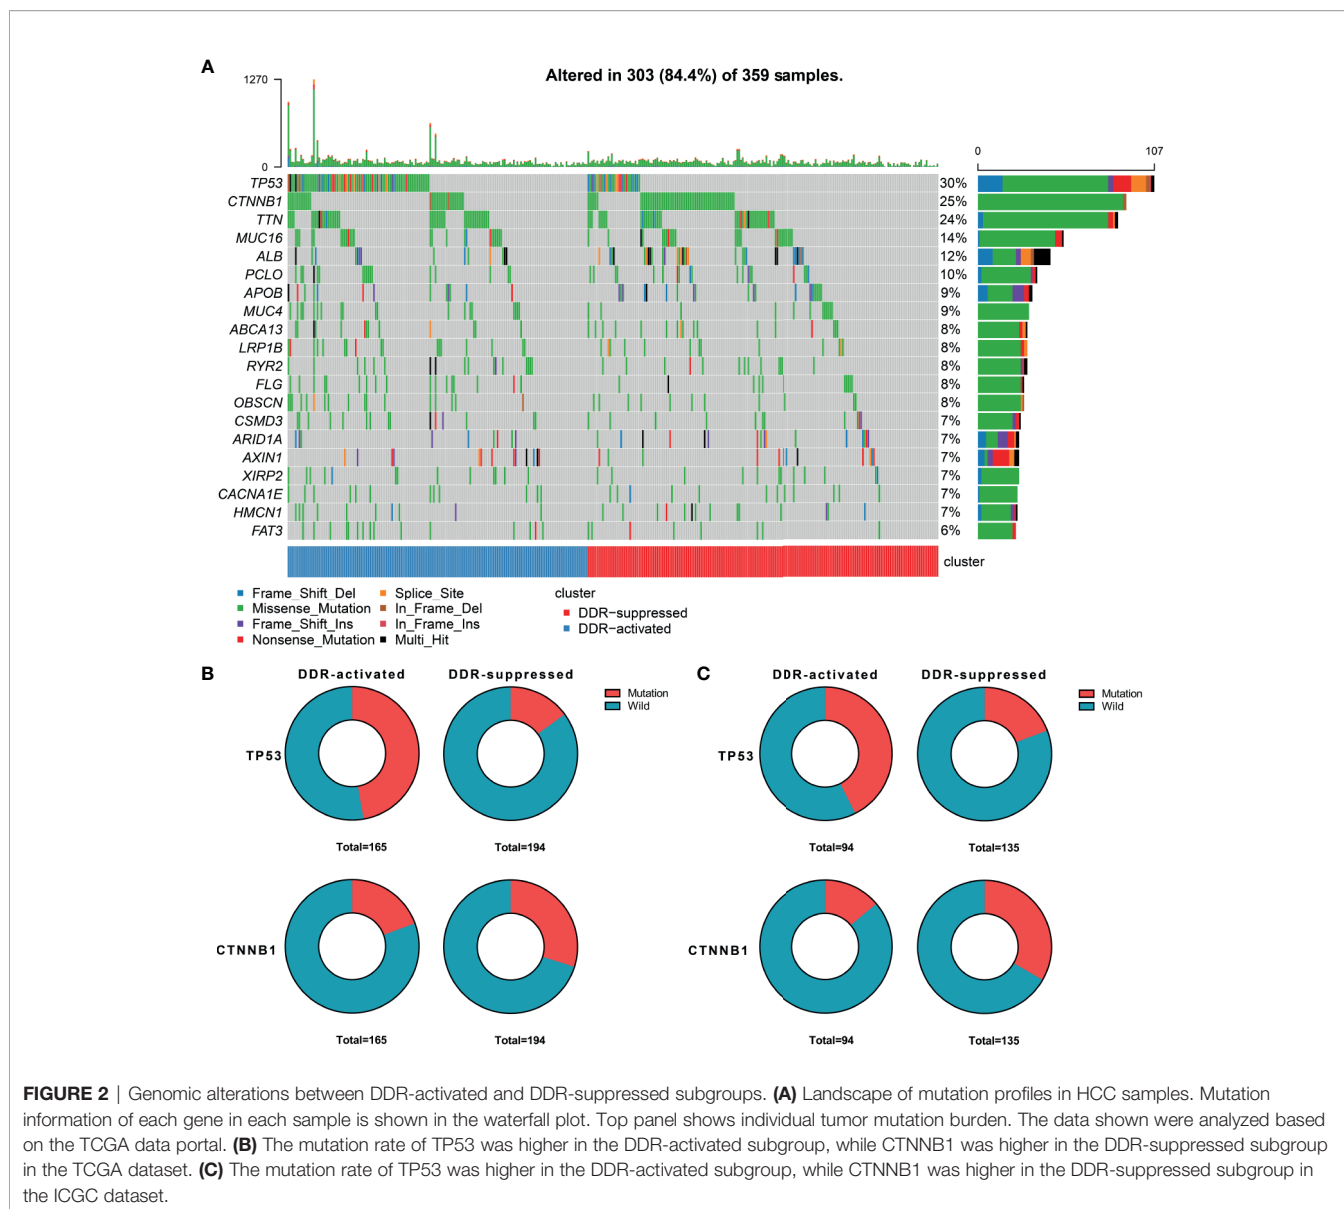 A
Altered in 303 (84.4%) of 359 samples.
1270
0
0
107
TP53 30%
CTNNB1 25%
TTN 24%
MUC16 14%
ALB 12%
PCLO 10%
APOB 9%
MUC4 9%
ABCA13 8%
LRP1B 8%
RYR2 8%
FLG 8%
OBSCN 8%
CSMD3 7%
ARID1A 7%
AXIN1 7%
XIRP2 7%
CACNA1E 7%
HMCN1 7%
FAT3 6%
cluster
Frame_Shift_Del
Missense_Mutation
Frame_Shift_Ins
Nonsense_Mutation
Splice_Site
In_Frame_Del
In_Frame_Ins
Multi_Hit
cluster
DDR−suppressed
DDR−activated
B
DDR-activated
DDR-suppressed
Mutation
Wild
TP53
Total=165
Total=194
CTNNB1
Total=165
Total=194
C
DDR-activated
DDR-suppressed
Mutation
Wild
TP53
Total=94
Total=135
CTNNB1
Total=94
Total=135
FIGURE 2 | Genomic alterations between DDR-activated and DDR-suppressed subgroups. (A) Landscape of mutation profiles in HCC samples. Mutation
information of each gene in each sample is shown in the waterfall plot. Top panel shows individual tumor mutation burden. The data shown were analyzed based
on the TCGA data portal. (B) The mutation rate of TP53 was higher in the DDR-activated subgroup, while CTNNB1 was higher in the DDR-suppressed subgroup
in the TCGA dataset. (C) The mutation rate of TP53 was higher in the DDR-activated subgroup, while CTNNB1 was higher in the DDR-suppressed subgroup in
the ICGC dataset.